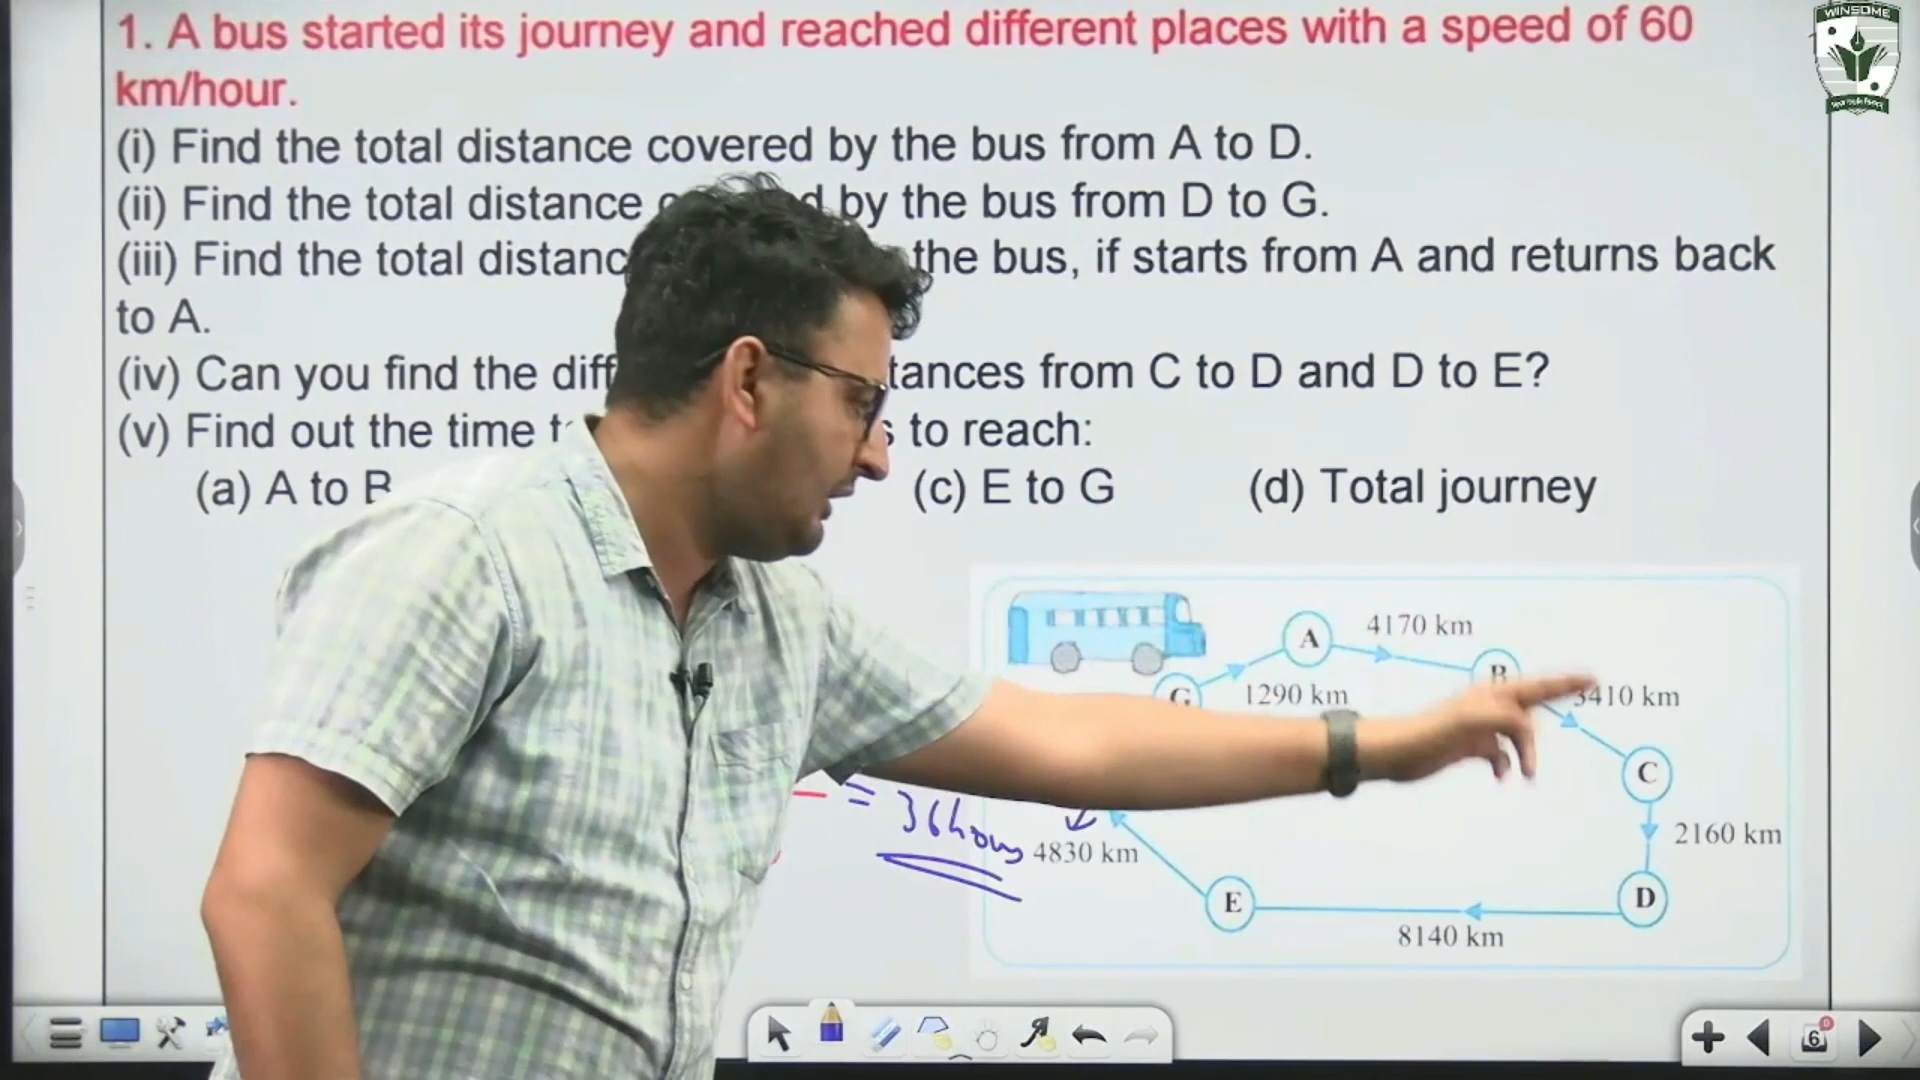 1. A bus started its journey and reached different places with a speed of 60
km/hour.
(i) Find the total distance covered by the bus from A to D.
(ii) Find the total distance by the bus from D to G.
(iii) Find the total the bus, if starts from A and returns back
to A.
(iv) Can you find the from C to D and D to E?
(v) Find out the time to reach:
(a) A to B (c) E to G (d) Total journey
WINSOME
A 4170 km
B
G 1290 km 3410 km
C
2160 km
= 36 hours
4830 km
E D
8140 km
6